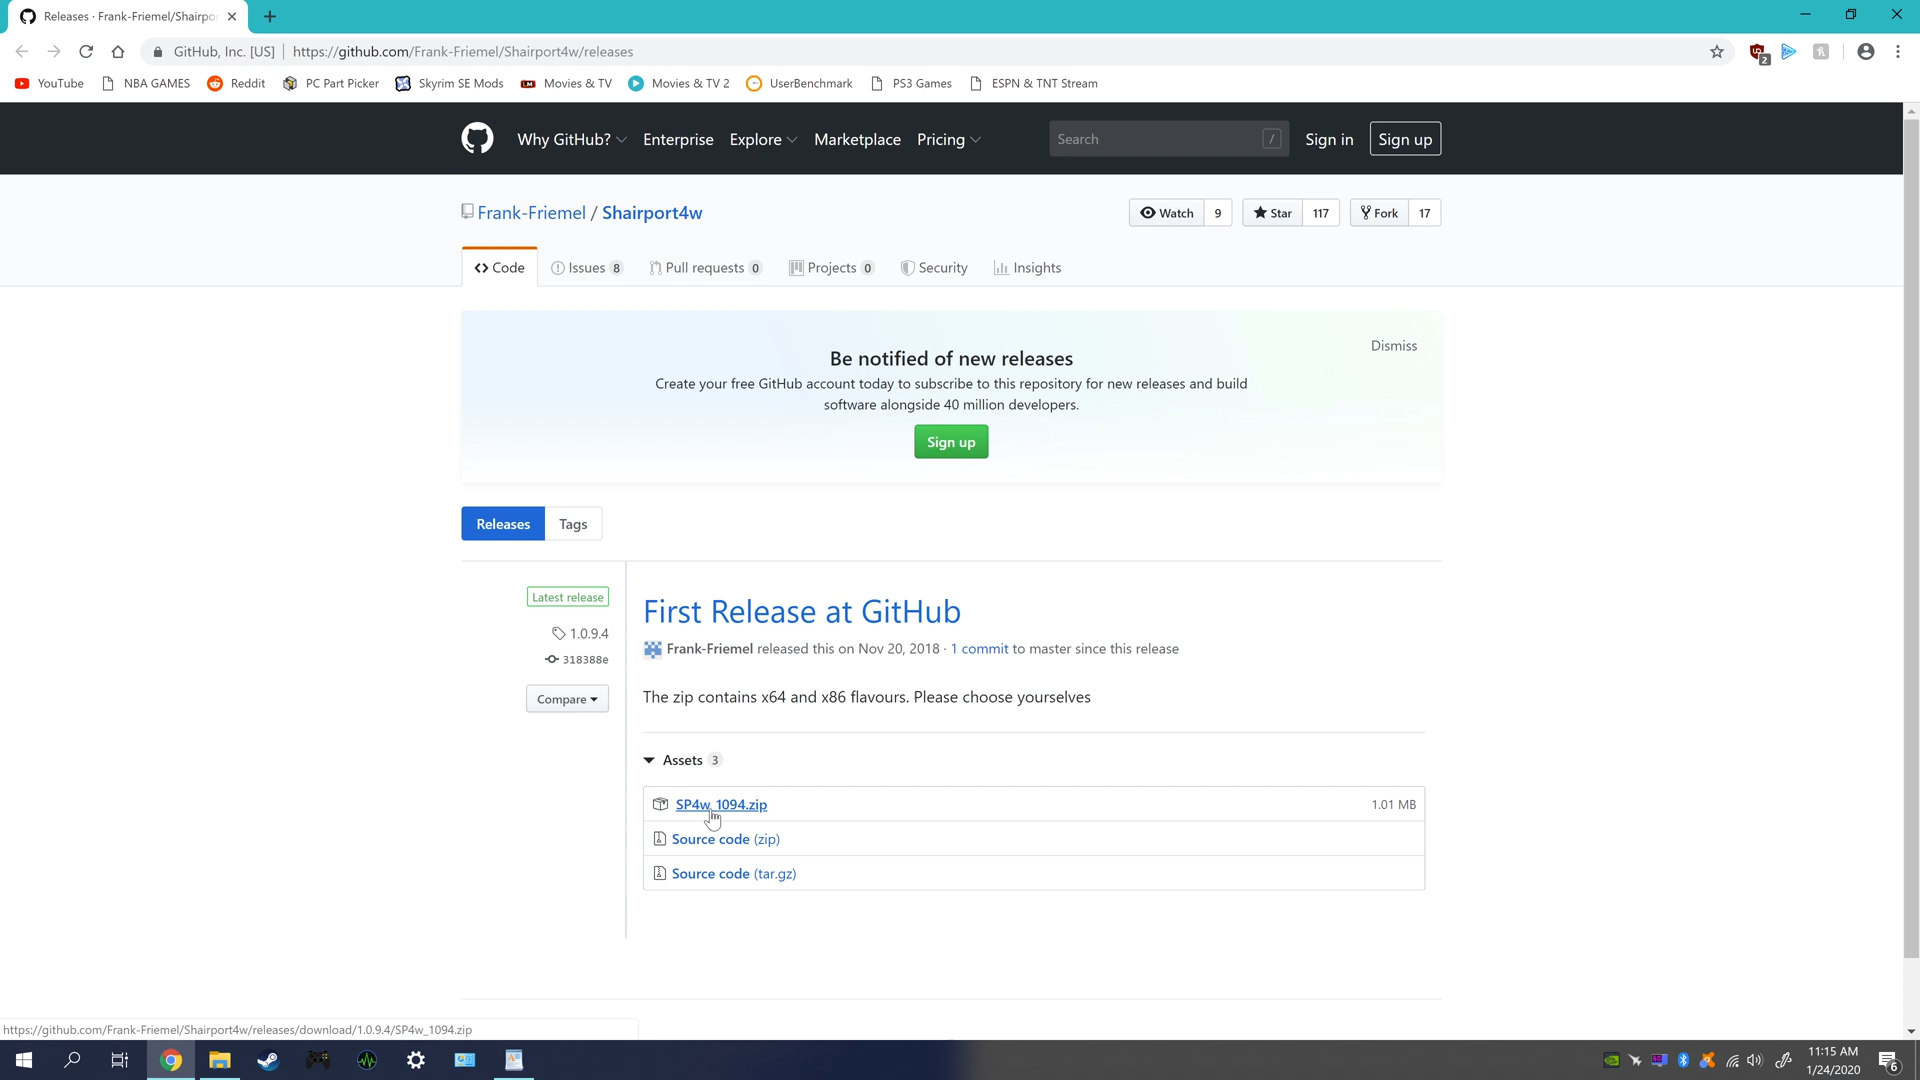 Releases · Frank-Friemel/Shairpo
GitHub, Inc. [US] | https://github.com/Frank-Friemel/Shairport4w/releases
2
YouTube
NBA GAMES
Reddit
PC Part Picker
Skyrim SE Mods
LM Movies & TV
Movies & TV 2
UserBenchmark
PS3 Games
ESPN & TNT Stream
Why GitHub?
Enterprise
Explore
Marketplace
Pricing
Search /
Sign in
Sign up
Frank-Friemel / Shairport4w
Watch 9
Star 117
Fork 17
Code
Issues 8
Pull requests 0
Projects 0
Security
Insights
Dismiss
Be notified of new releases
Create your free GitHub account today to subscribe to this repository for new releases and build
software alongside 40 million developers.
Sign up
Releases
Tags
Latest release
1.0.9.4
318388e
Compare
First Release at GitHub
Frank-Friemel released this on Nov 20, 2018 · 1 commit to master since this release
The zip contains x64 and x86 flavours. Please choose yourselves
Assets 3
SP4w_1094.zip 1.01 MB
Source code (zip)
Source code (tar.gz)
https://github.com/Frank-Friemel/Shairport4w/releases/download/1.0.9.4/SP4w_1094.zip
11:15 AM
1/24/2020
6